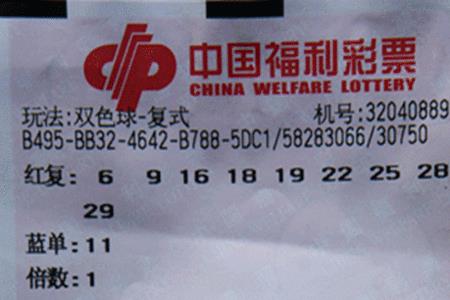 中国福利彩票
CHINA WELFARE LOTTERY
玩法:双色球-复式 机号:32040889
B495-BB32-4642-B788-5DC1/58283066/30750
红复: 6 9 16 18 19 22 25 28
29
蓝单:11
倍数:1